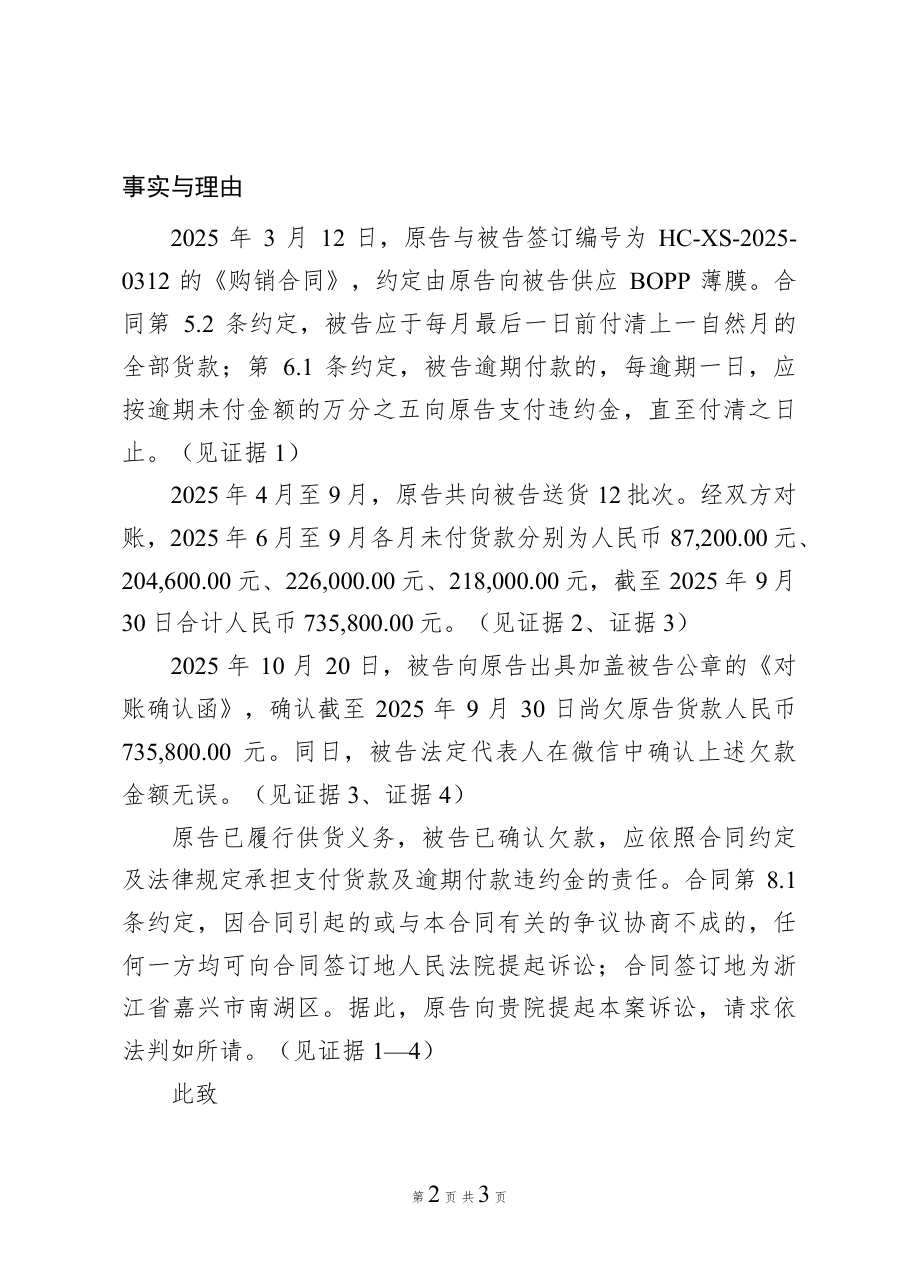 事实与理由
2025 年 3 月 12 日，原告与被告签订编号为 HC-XS-2025-
0312 的《购销合同》，约定由原告向被告供应 BOPP 薄膜。合
同第 5.2 条约定，被告应于每月最后一日前付清上一自然月的
全部货款；第 6.1 条约定，被告逾期付款的，每逾期一日，应
按逾期未付金额的万分之五向原告支付违约金，直至付清之日
止。（见证据 1）
2025 年 4 月至 9 月，原告共向被告送货 12 批次。经双方对
账，2025 年 6 月至 9 月各月未付货款分别为人民币 87,200.00 元、
204,600.00 元、226,000.00 元、218,000.00 元，截至 2025 年 9 月
30 日合计人民币 735,800.00 元。（见证据 2、证据 3）
2025 年 10 月 20 日，被告向原告出具加盖被告公章的《对
账确认函》，确认截至 2025 年 9 月 30 日尚欠原告货款人民币
735,800.00 元。同日，被告法定代表人在微信中确认上述欠款
金额无误。（见证据 3、证据 4）
原告已履行供货义务，被告已确认欠款，应依照合同约定
及法律规定承担支付货款及逾期付款违约金的责任。合同第 8.1
条约定，因合同引起的或与本合同有关的争议协商不成的，任
何一方均可向合同签订地人民法院提起诉讼；合同签订地为浙
江省嘉兴市南湖区。据此，原告向贵院提起本案诉讼，请求依
法判如所请。（见证据 1—4）
此致
第 2 页 共 3 页